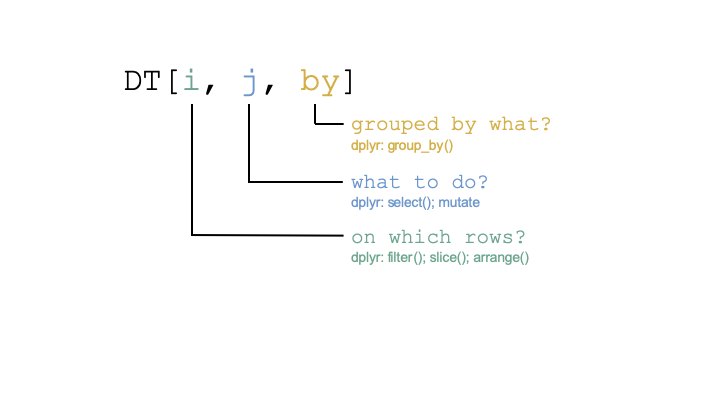 DT[i, j, by]
grouped by what?
dplyr: group_by()
what to do?
dplyr: select(); mutate
on which rows?
dplyr: filter(); slice(); arrange()